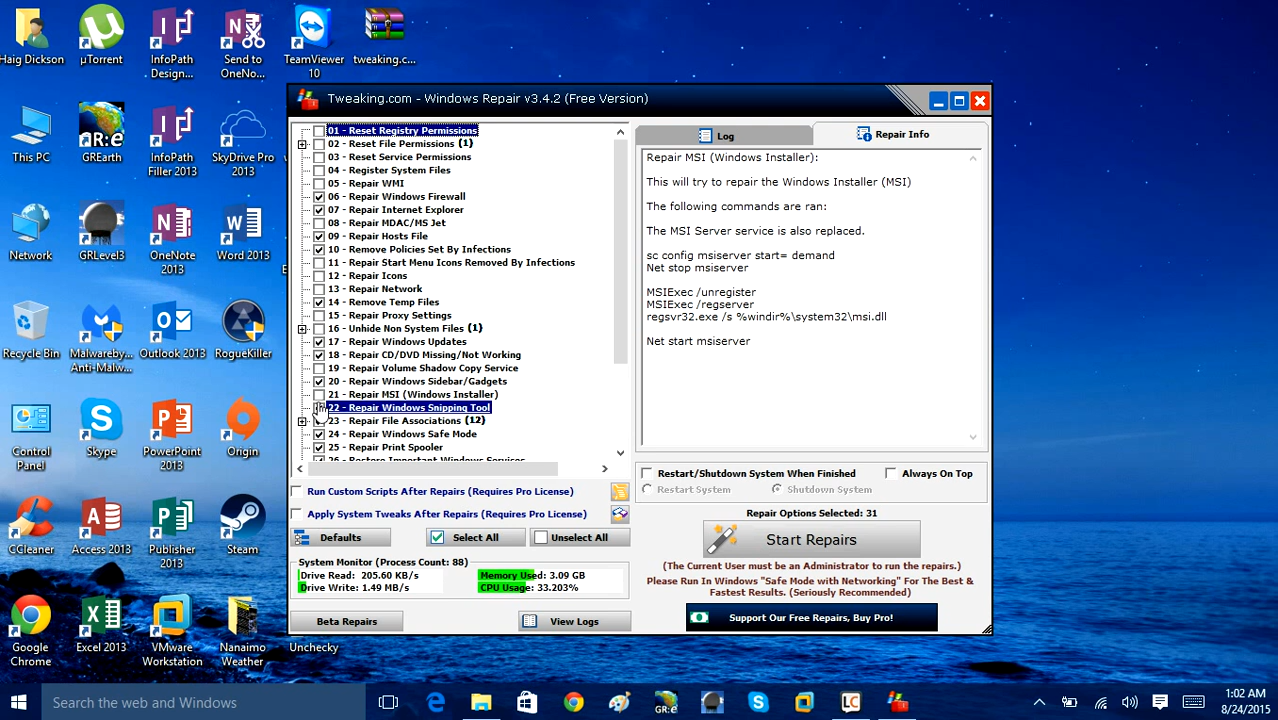 Haig Dickson
µTorrent
InfoPath
Design...
Send to
OneNo...
TeamViewer
10
tweaking.c...
This PC
GREarth
InfoPath
Filler 2013
SkyDrive Pro
2013
Network
GRLevel3
OneNote
2013
Word 2013
Recycle Bin
Malwareby...
Anti-Malw...
Outlook 2013
RogueKiller
Control
Panel
Skype
PowerPoint
2013
Origin
CCleaner
Access 2013
Publisher
2013
Steam
Google
Chrome
Excel 2013
VMware
Workstation
Nanaimo
Weather
Unchecky
Tweaking.com - Windows Repair v3.4.2 (Free Version)
01 - Reset Registry Permissions
02 - Reset File Permissions (1)
03 - Reset Service Permissions
04 - Register System Files
05 - Repair WMI
06 - Repair Windows Firewall
07 - Repair Internet Explorer
08 - Repair MDAC/MS Jet
09 - Repair Hosts File
10 - Remove Policies Set By Infections
11 - Repair Start Menu Icons Removed By Infections
12 - Repair Icons
13 - Repair Network
14 - Remove Temp Files
15 - Repair Proxy Settings
16 - Unhide Non System Files (1)
17 - Repair Windows Updates
18 - Repair CD/DVD Missing/Not Working
19 - Repair Volume Shadow Copy Service
20 - Repair Windows Sidebar/Gadgets
21 - Repair MSI (Windows Installer)
22 - Repair Windows Snipping Tool
23 - Repair File Associations (12)
24 - Repair Windows Safe Mode
25 - Repair Print Spooler
26 - Restore Important Windows Services
Run Custom Scripts After Repairs (Requires Pro License)
Apply System Tweaks After Repairs (Requires Pro License)
Defaults
Select All
Unselect All
System Monitor (Process Count: 88)
Drive Read: 205.60 KB/s
Memory Used: 3.09 GB
Drive Write: 1.49 MB/s
CPU Usage: 33.203%
Beta Repairs
View Logs
Log
Repair Info
Repair MSI (Windows Installer):
This will try to repair the Windows Installer (MSI)
The following commands are ran:
The MSI Server service is also replaced.
sc config msiserver start= demand
Net stop msiserver
MSIExec /unregister
MSIExec /regserver
regsvr32.exe /s %windir%\system32\msi.dll
Net start msiserver
Restart/Shutdown System When Finished
Always On Top
Restart System
Shutdown System
Repair Options Selected: 31
Start Repairs
(The Current User must be an Administrator to run the repairs.)
Please Run In Windows "Safe Mode with Networking" For The Best &
Fastest Results. (Seriously Recommended)
Support Our Free Repairs, Buy Pro!
Search the web and Windows
GR:e
LC
1:02 AM
8/24/2015